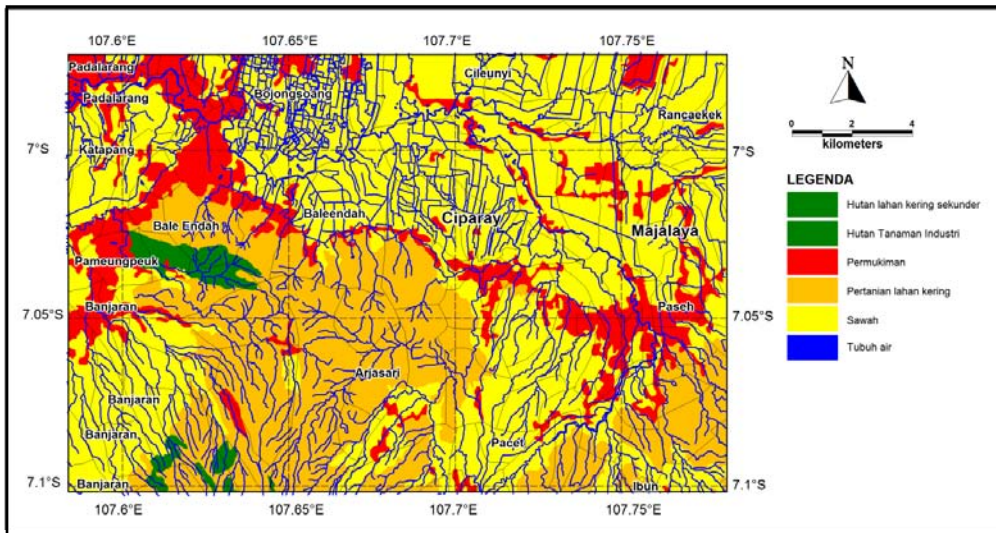 107.6°E 107.65°E 107.7°E 107.75°E
Padalarang
Cileunyi
Padalarang
Bojongsoang
Rancaekek
7°S
Katapang
7°S
Baleendah
Ciparay
Bale Endah
Majalaya
Pameungpeuk
Banjaran
Paseh
7.05°S
7.05°S
Arjasari
Banjaran
Banjaran
Pacet
Banjaran
Ibun
7.1°S
7.1°S
107.6°E 107.65°E 107.7°E 107.75°E
N
0 2 4
kilometers
LEGENDA
Hutan lahan kering sekunder
Hutan Tanaman Industri
Permukiman
Pertanian lahan kering
Sawah
Tubuh air